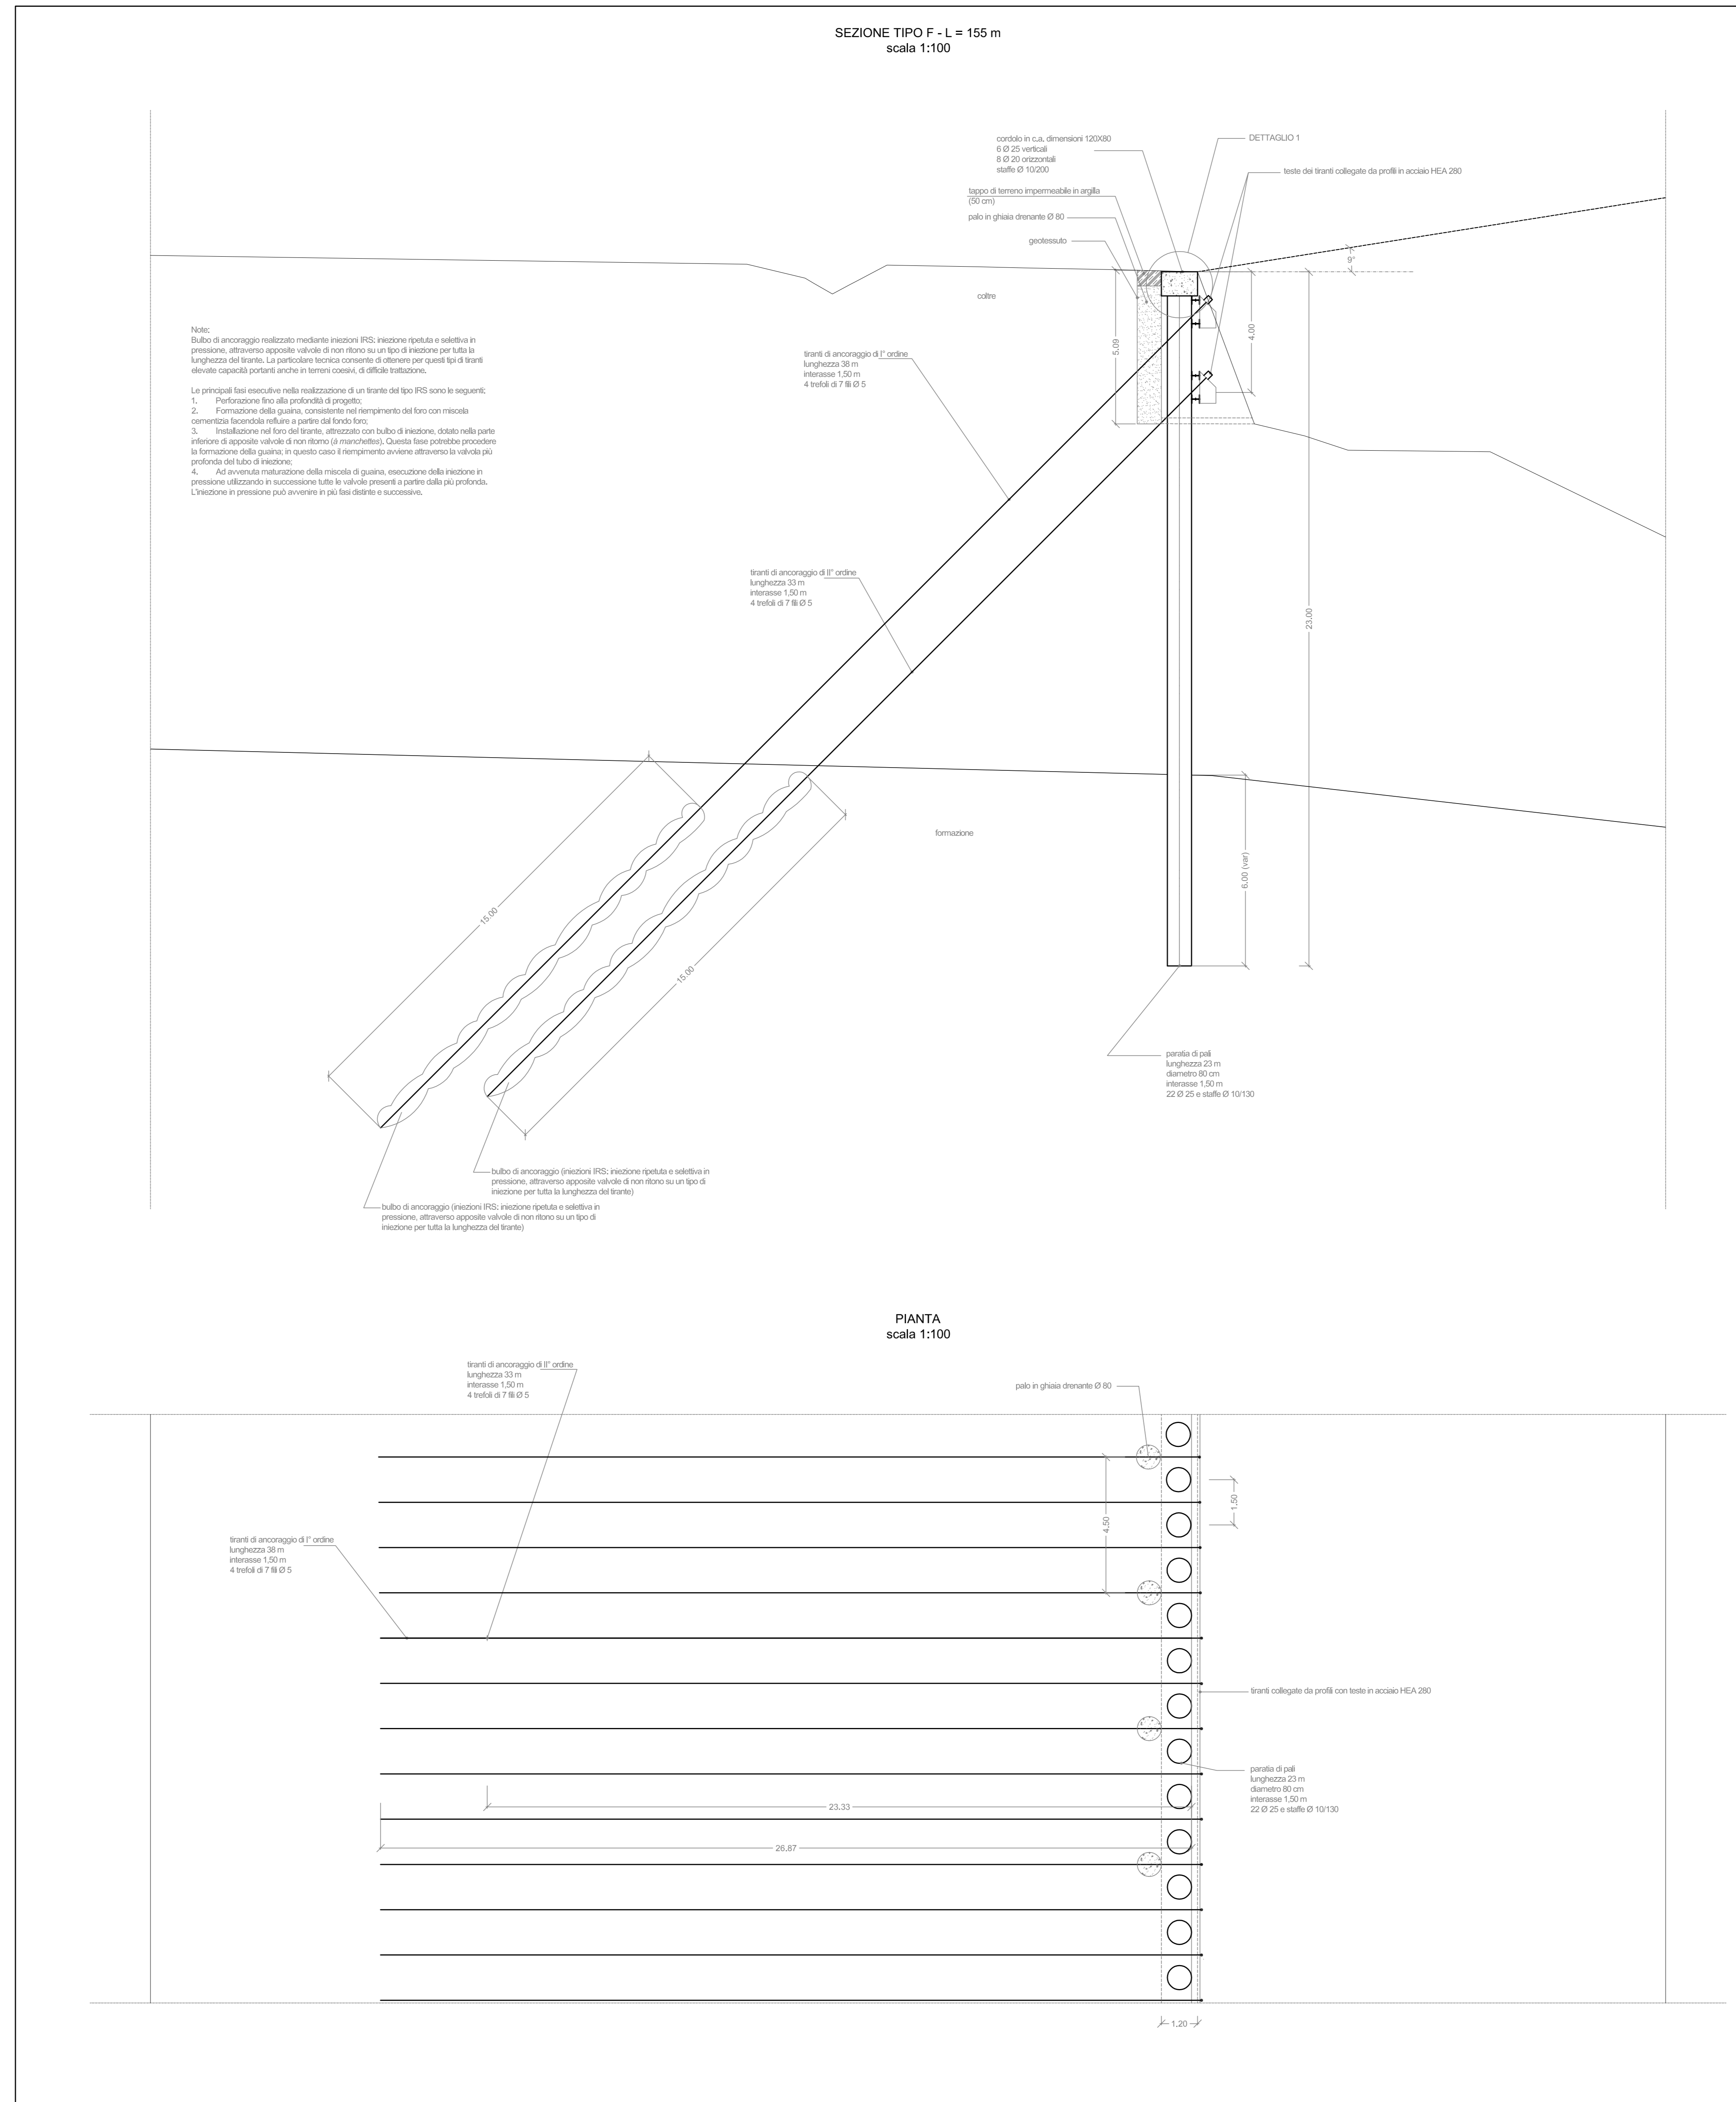 SEZIONE TIPO F - L = 155 m
scala 1:100
cordolo in c.a. dimensioni 120X80
6 Ø 25 verticali
8 Ø 20 orizzontali
staffe Ø 10/200
DETTAGLIO 1
teste dei tiranti collegate da profili in acciaio HEA 280
tappo di terreno impermeabile in argilla
(50 cm)
palo in ghiaia drenante Ø 80
geotessuto
9°
coltre
5.09
4.00
Note:
Bulbo di ancoraggio realizzato mediante iniezioni IRS: iniezione ripetuta e selettiva in
pressione, attraverso apposite valvole di non ritono su un tipo di iniezione per tutta la
lunghezza del tirante. La particolare tecnica consente di ottenere per questi tipi di tiranti
elevate capacità portanti anche in terreni coesivi, di difficile trattazione.
Le principali fasi esecutive nella realizzazione di un tirante del tipo IRS sono le seguenti:
1. Perforazione fino alla profondità di progetto;
2. Formazione della guaina, consistente nel riempimento del foro con miscela
cementizia facendola refluire a partire dal fondo foro;
3. Installazione nel foro del tirante, attrezzato con bulbo di iniezione, dotato nella parte
inferiore di apposite valvole di non ritorno (à manchettes). Questa fase potrebbe procedere
la formazione della guaina; in questo caso il riempimento avviene attraverso la valvola più
profonda del tubo di iniezione;
4. Ad avvenuta maturazione della miscela di guaina, esecuzione della iniezione in
pressione utilizzando in successione tutte le valvole presenti a partire dalla più profonda.
L'iniezione in pressione può avvenire in più fasi distinte e successive.
tiranti di ancoraggio di I° ordine
lunghezza 38 m
interasse 1,50 m
4 trefoli di 7 fili Ø 5
tiranti di ancoraggio di II° ordine
lunghezza 33 m
interasse 1,50 m
4 trefoli di 7 fili Ø 5
23.00
formazione
6.00 (var)
15.00
15.00
paratia di pali
lunghezza 23 m
diametro 80 cm
interasse 1,50 m
22 Ø 25 e staffe Ø 10/130
bulbo di ancoraggio (iniezioni IRS: iniezione ripetuta e selettiva in
pressione, attraverso apposite valvole di non ritono su un tipo di
iniezione per tutta la lunghezza del tirante)
bulbo di ancoraggio (iniezioni IRS: iniezione ripetuta e selettiva in
pressione, attraverso apposite valvole di non ritono su un tipo di
iniezione per tutta la lunghezza del tirante)
PIANTA
scala 1:100
tiranti di ancoraggio di II° ordine
lunghezza 33 m
interasse 1,50 m
4 trefoli di 7 fili Ø 5
palo in ghiaia drenante Ø 80
4.50
1.50
tiranti di ancoraggio di I° ordine
lunghezza 38 m
interasse 1,50 m
4 trefoli di 7 fili Ø 5
tiranti collegate da profili con teste in acciaio HEA 280
paratia di pali
lunghezza 23 m
diametro 80 cm
interasse 1,50 m
22 Ø 25 e staffe Ø 10/130
23.33
26.87
1.20